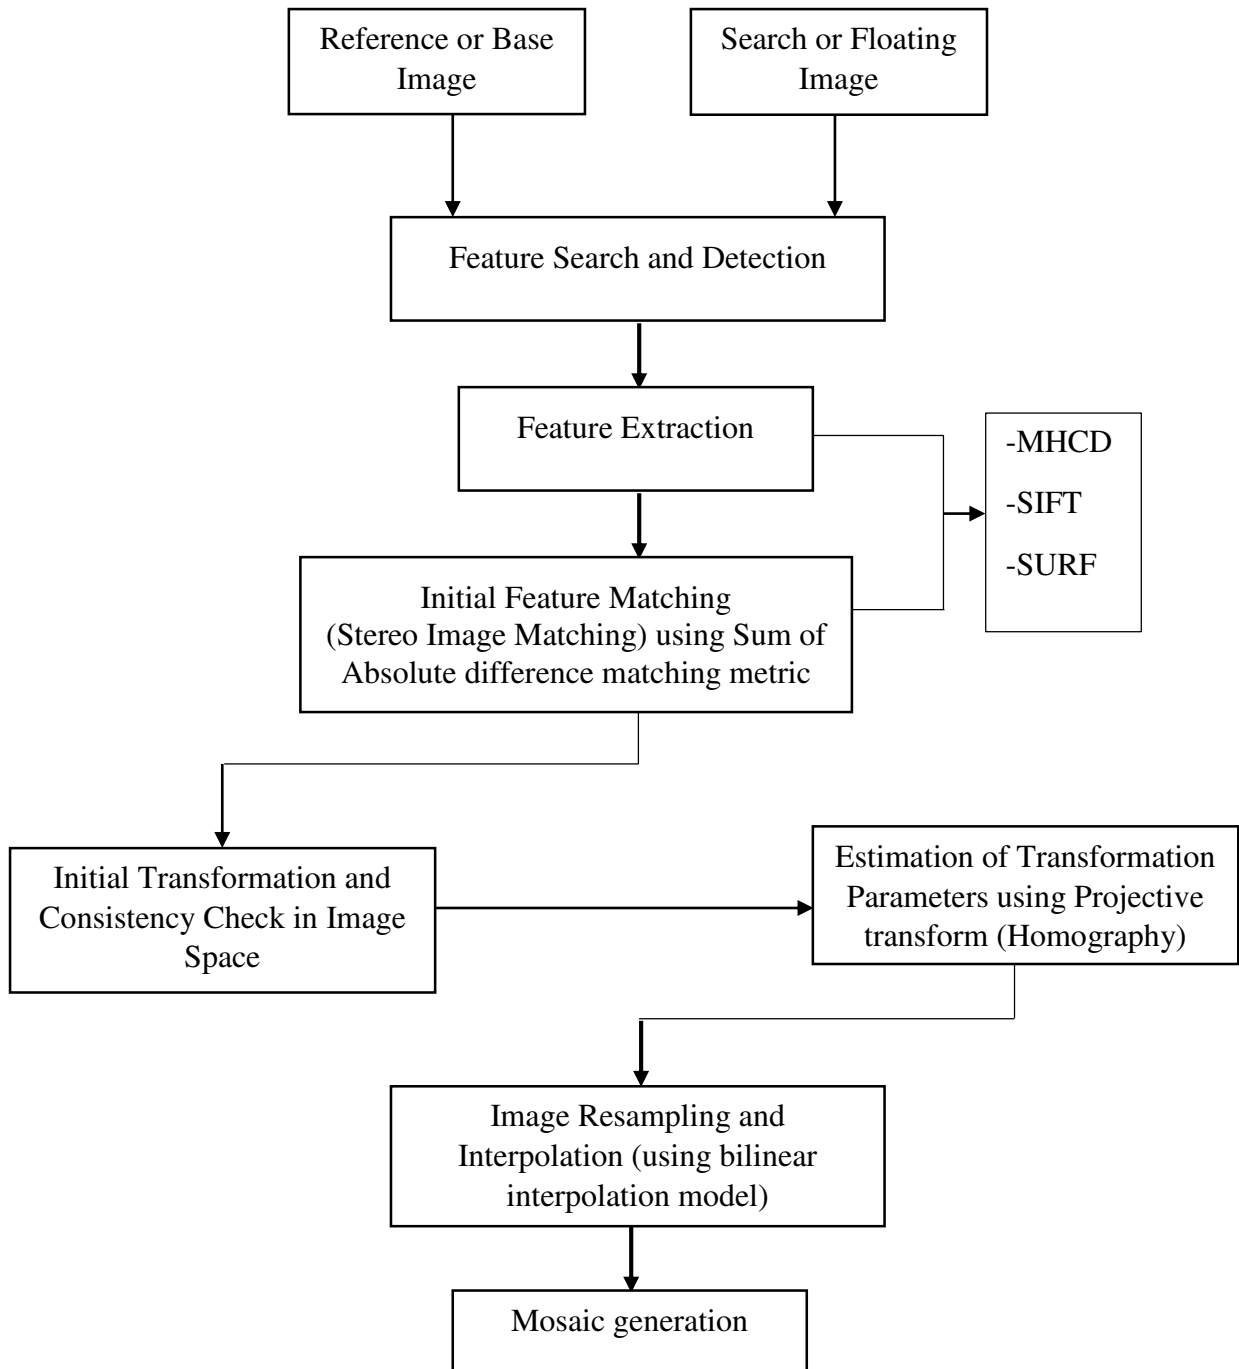 Reference or Base
Image
Search or Floating
Image
Feature Search and Detection
Feature Extraction
-MHCD
-SIFT
-SURF
Initial Feature Matching
(Stereo Image Matching) using Sum of
Absolute difference matching metric
Initial Transformation and
Consistency Check in Image
Space
Estimation of Transformation
Parameters using Projective
transform (Homography)
Image Resampling and
Interpolation (using bilinear
interpolation model)
Mosaic generation